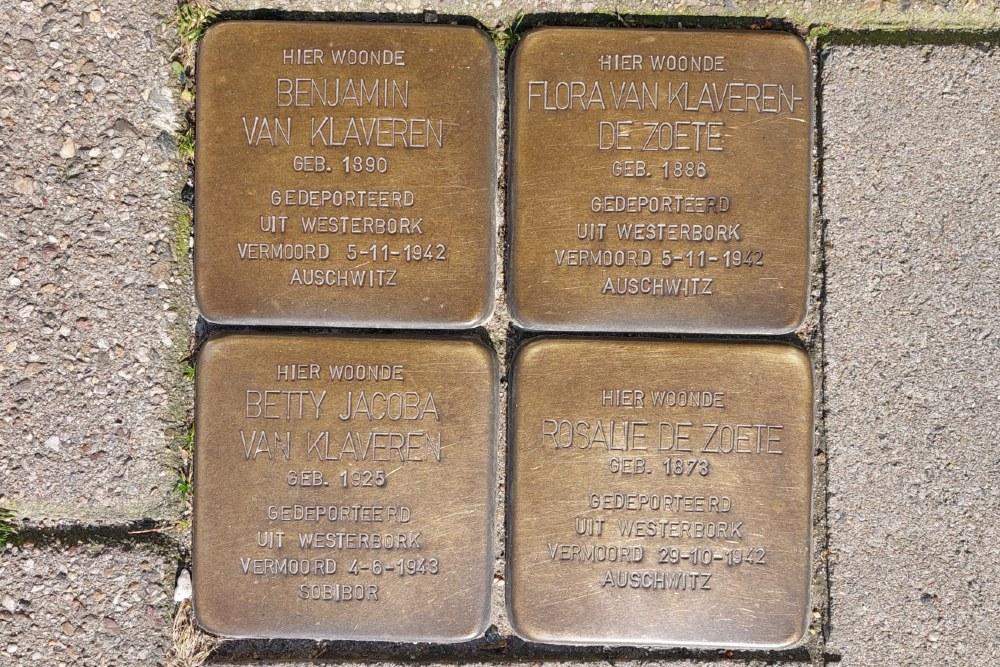 HIER WOONDE
BENJAMIN
VAN KLAVEREN
GEB. 1890
GEDEPORTEERD
UIT WESTERBORK
VERMOORD 5-11-1942
AUSCHWITZ
HIER WOONDE
FLORA VAN KLAVEREN-
DE ZOETE
GEB. 1886
GEDEPORTEERD
UIT WESTERBORK
VERMOORD 5-11-1942
AUSCHWITZ
HIER WOONDE
BETTY JACOBA
VAN KLAVEREN
GEB. 1925
GEDEPORTEERD
UIT WESTERBORK
VERMOORD 4-6-1943
SOBIBOR
HIER WOONDE
ROSALIE DE ZOETE
GEB. 1873
GEDEPORTEERD
UIT WESTERBORK
VERMOORD 29-10-1942
AUSCHWITZ